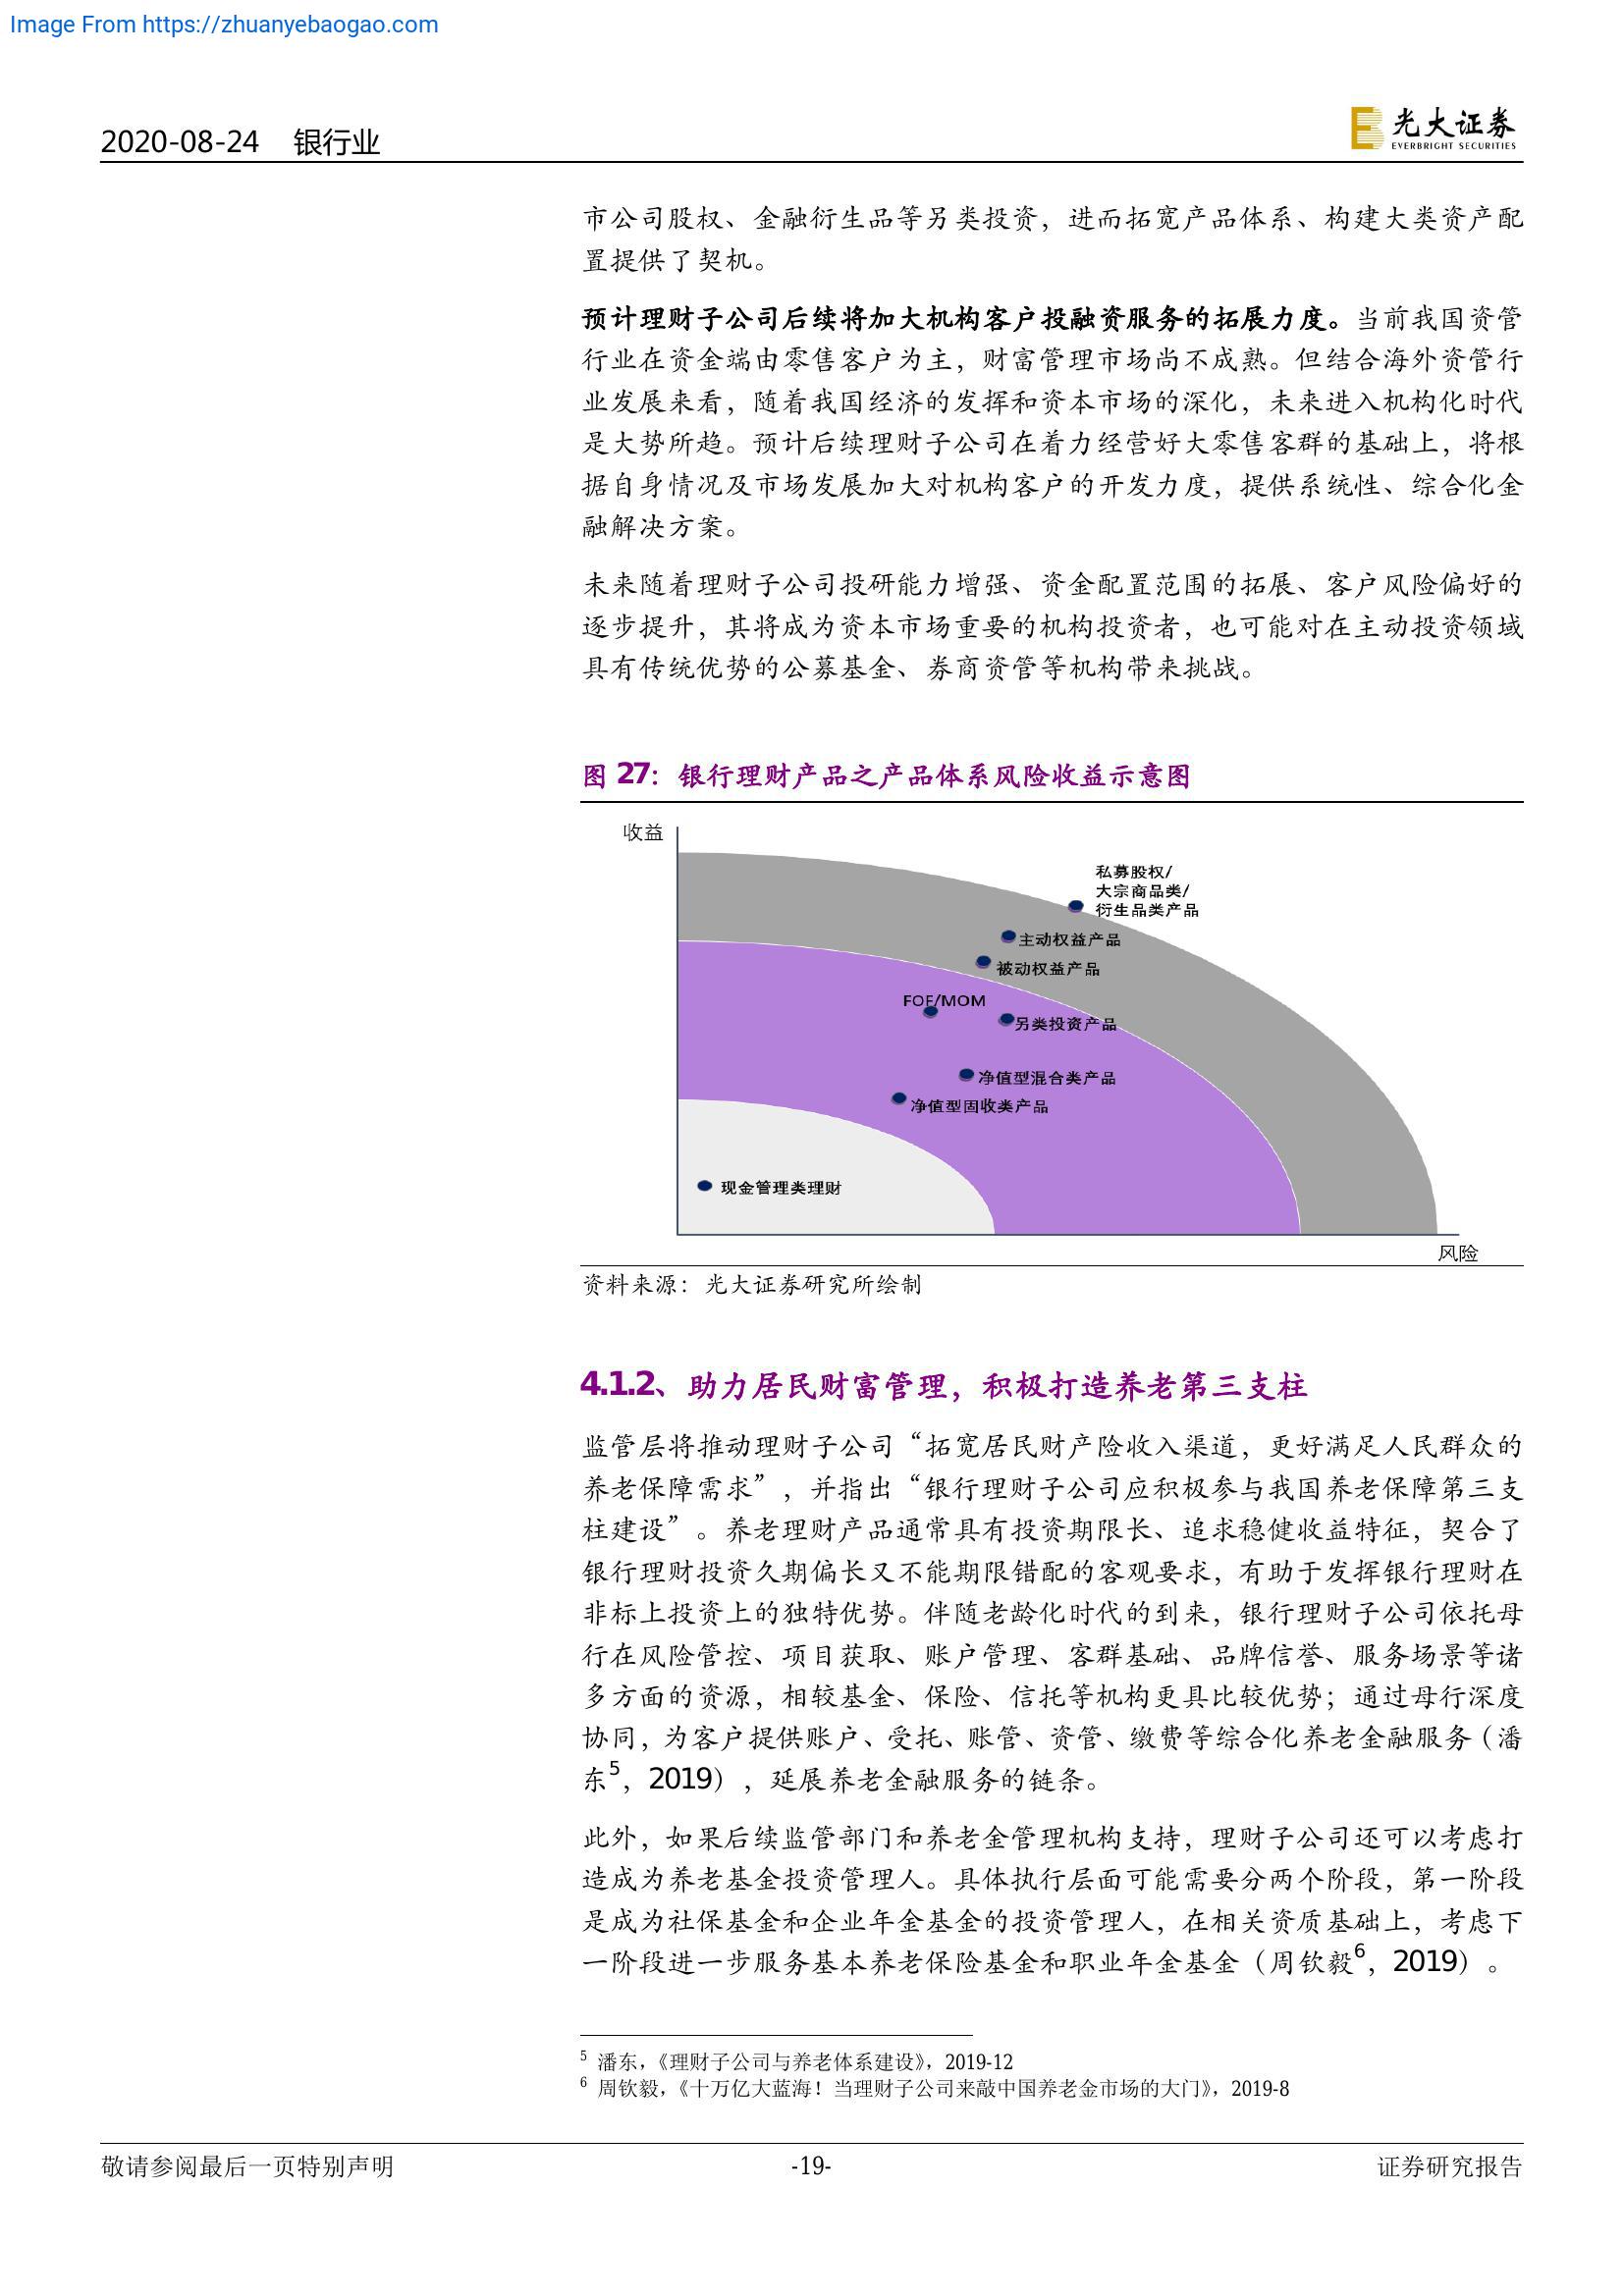 Image From https://zhuanyebaogao.com
2020-08-24 银行业
光大证券
EVERBRIGHT SECURITIES
市公司股权、金融衍生品等另类投资，进而拓宽产品体系、构建大类资产配
置提供了契机。
预计理财子公司后续将加大机构客户投融资服务的拓展力度。当前我国资管
行业在资金端由零售客户为主，财富管理市场尚不成熟。但结合海外资管行
业发展来看，随着我国经济的发挥和资本市场的深化，未来进入机构化时代
是大势所趋。预计后续理财子公司在着力经营好大零售客群的基础上，将根
据自身情况及市场发展加大对机构客户的开发力度，提供系统性、综合化金
融解决方案。
未来随着理财子公司投研能力增强、资金配置范围的拓展、客户风险偏好的
逐步提升，其将成为资本市场重要的机构投资者，也可能对在主动投资领域
具有传统优势的公募基金、券商资管等机构带来挑战。
图 27：银行理财产品之产品体系风险收益示意图
收益
私募股权/
大宗商品类/
衍生品类产品
主动权益产品
被动权益产品
FOF/MOM
另类投资产品
净值型混合类产品
净值型固收类产品
现金管理类理财
风险
资料来源：光大证券研究所绘制
4.1.2、助力居民财富管理，积极打造养老第三支柱
监管层将推动理财子公司“拓宽居民财产险收入渠道，更好满足人民群众的
养老保障需求”，并指出“银行理财子公司应积极参与我国养老保障第三支
柱建设”。养老理财产品通常具有投资期限长、追求稳健收益特征，契合了
银行理财投资久期偏长又不能期限错配的客观要求，有助于发挥银行理财在
非标上投资上的独特优势。伴随老龄化时代的到来，银行理财子公司依托母
行在风险管控、项目获取、账户管理、客群基础、品牌信誉、服务场景等诸
多方面的资源，相较基金、保险、信托等机构更具比较优势；通过母行深度
协同，为客户提供账户、受托、账管、资管、缴费等综合化养老金融服务（潘
东5，2019），延展养老金融服务的链条。
此外，如果后续监管部门和养老金管理机构支持，理财子公司还可以考虑打
造成为养老基金投资管理人。具体执行层面可能需要分两个阶段，第一阶段
是成为社保基金和企业年金基金的投资管理人，在相关资质基础上，考虑下
一阶段进一步服务基本养老保险基金和职业年金基金（周钦毅6，2019）。
5 潘东，《理财子公司与养老体系建设》，2019-12
6 周钦毅，《十万亿大蓝海！当理财子公司来敲中国养老金市场的大门》，2019-8
敬请参阅最后一页特别声明
-19-
证券研究报告